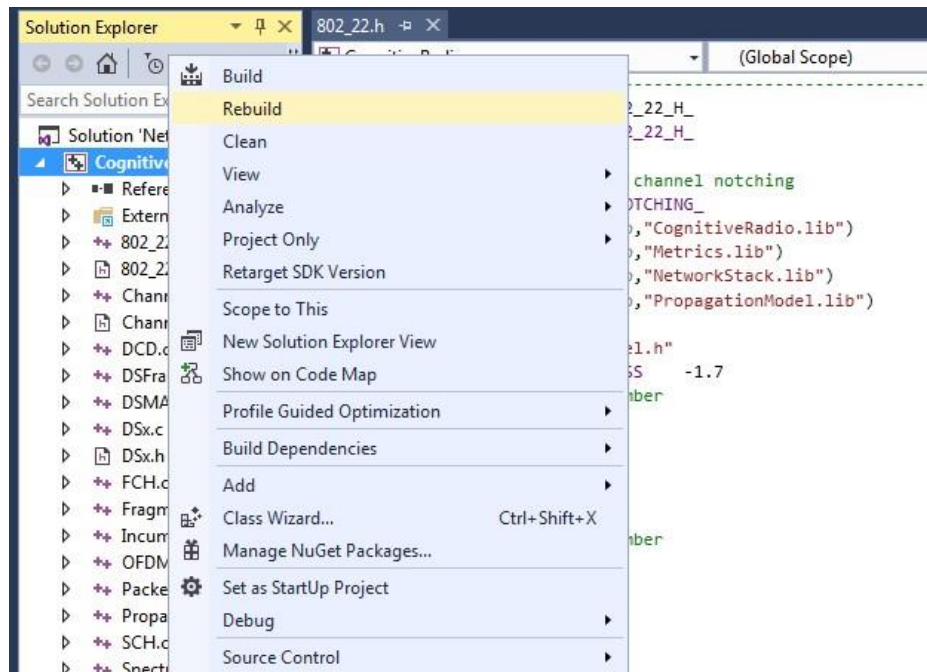 Solution Explorer
802_22.h
(Global Scope)
Search Solution Ex
Solution 'Net
Cognitive
Refere
Extern
802_22
802_22
Chann
Chann
DCD.c
DSFra
DSMA
DSx.c
DSx.h
FCH.c
Fragm
Incum
OFDM
Packe
Propa
SCH.c
Spectr
Build
Rebuild
Clean
View
Analyze
Project Only
Retarget SDK Version
Scope to This
New Solution Explorer View
Show on Code Map
Profile Guided Optimization
Build Dependencies
Add
Class Wizard... Ctrl+Shift+X
Manage NuGet Packages...
Set as StartUp Project
Debug
Source Control
2_22_H_
2_22_H_
channel notching
OTCHING_
,"CognitiveRadio.lib")
,"Metrics.lib")
,"NetworkStack.lib")
,"PropagationModel.lib")
el.h"
SS -1.7
mber
mber